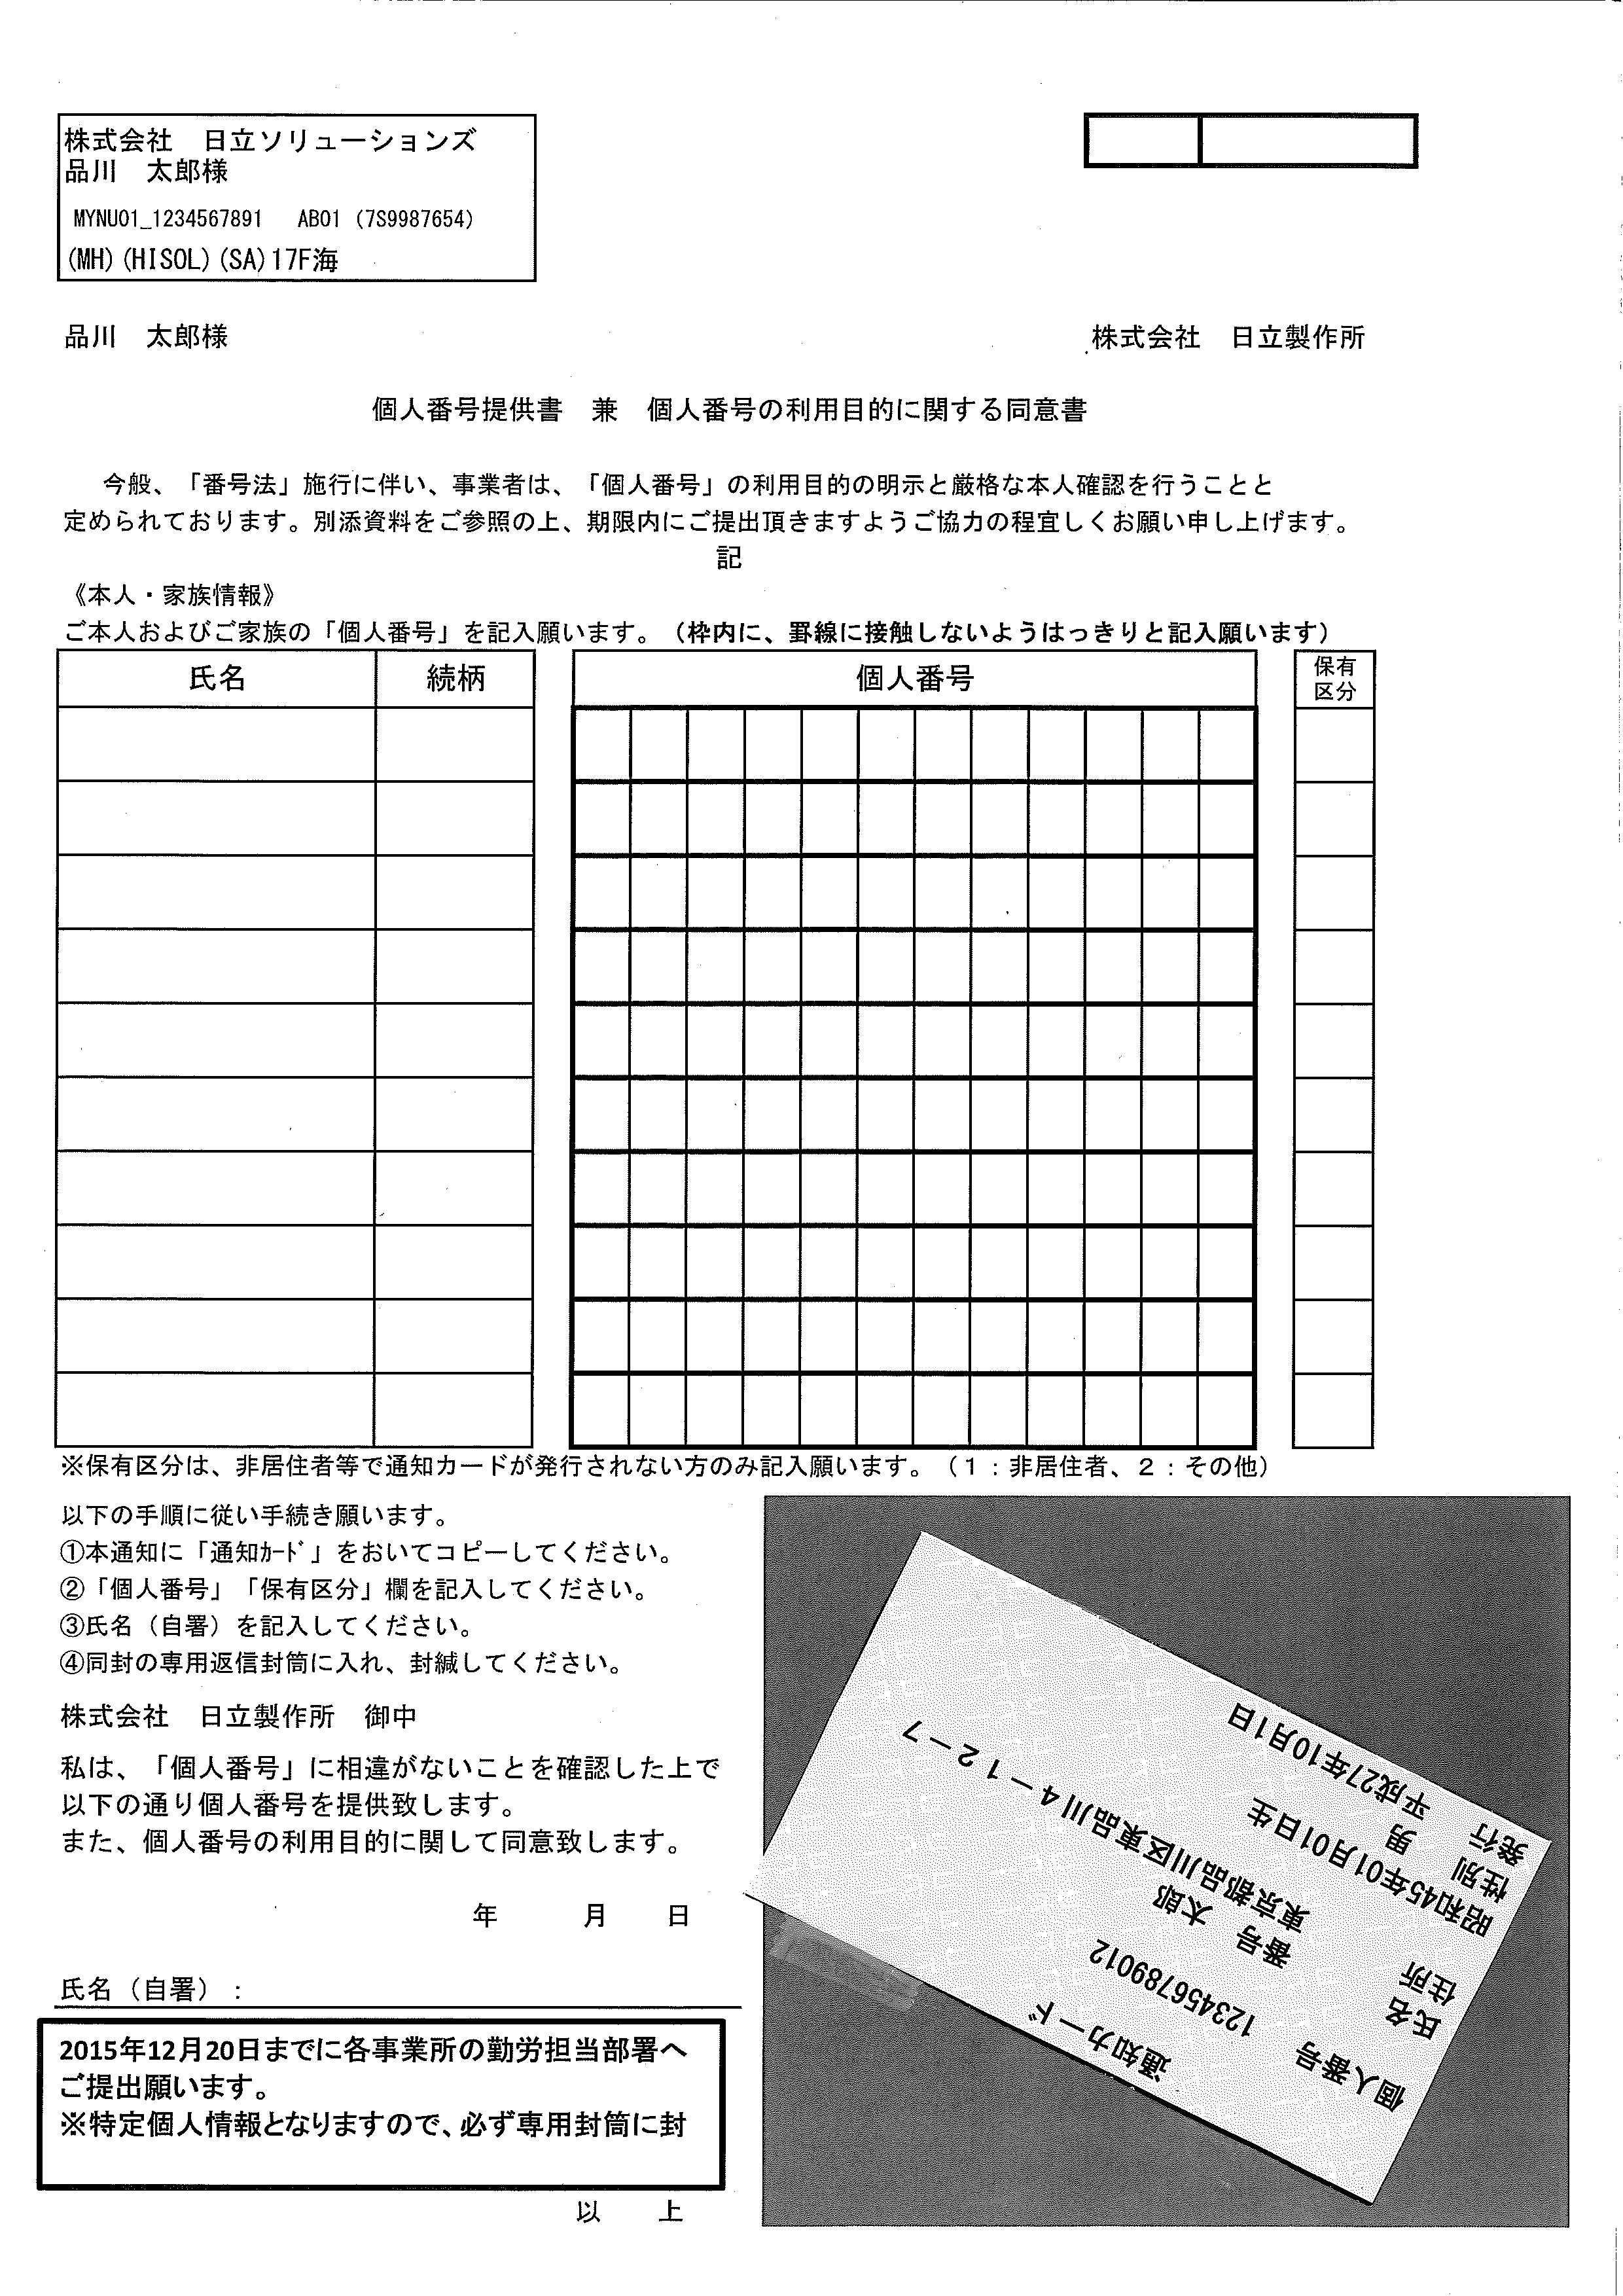 株式会社　日立ソリューションズ
品川　太郎様
MYNU01_1234567891　AB01 (7S9987654)
(MH)(HISOL)(SA)17F海
品川　太郎様
株式会社　日立製作所
個人番号提供書　兼　個人番号の利用目的に関する同意書
今般、「番号法」施行に伴い、事業者は、「個人番号」の利用目的の明示と厳格な本人確認を行うことと
定められております。別添資料をご参照の上、期限内にご提出頂きますようご協力の程宜しくお願い申し上げます。
記
《本人・家族情報》
ご本人およびご家族の「個人番号」を記入願います。（枠内に、罫線に接触しないようはっきりと記入願います）
氏名　続柄　個人番号　保有
区分
※保有区分は、非居住者等で通知カードが発行されない方のみ記入願います。（１：非居住者、２：その他）
以下の手順に従い手続き願います。
①本通知に「通知ｶｰﾄﾞ」をおいてコピーしてください。
②「個人番号」「保有区分」欄を記入してください。
③氏名（自署）を記入してください。
④同封の専用返信封筒に入れ、封緘してください。
株式会社　日立製作所　御中
私は、「個人番号」に相違がないことを確認した上で
以下の通り個人番号を提供致します。
また、個人番号の利用目的に関して同意致します。
年　月　日
氏名（自署）：
2015年12月20日までに各事業所の勤労担当部署へ
ご提出願います。
※特定個人情報となりますので、必ず専用封筒に封
以　上
通知カード
個人番号　123456789012
氏名　番号　太郎
住所　東京都品川区東品川４－１２－７
昭和45年01月01日生
性別　男
発行　平成27年10月1日